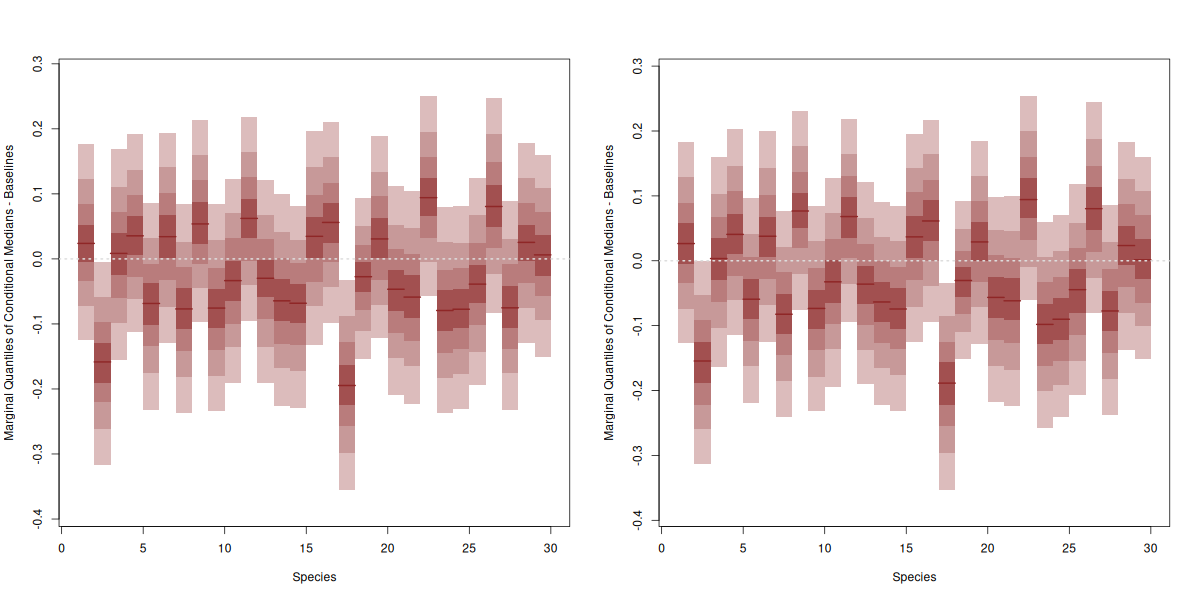 Marginal Quantiles of Conditional Medians - Baselines
0.3
0.2
0.1
0.0
-0.1
-0.2
-0.3
-0.4
0 5 10 15 20 25 30
Species
Marginal Quantiles of Conditional Medians - Baselines
0.3
0.2
0.1
0.0
-0.1
-0.2
-0.3
-0.4
0 5 10 15 20 25 30
Species